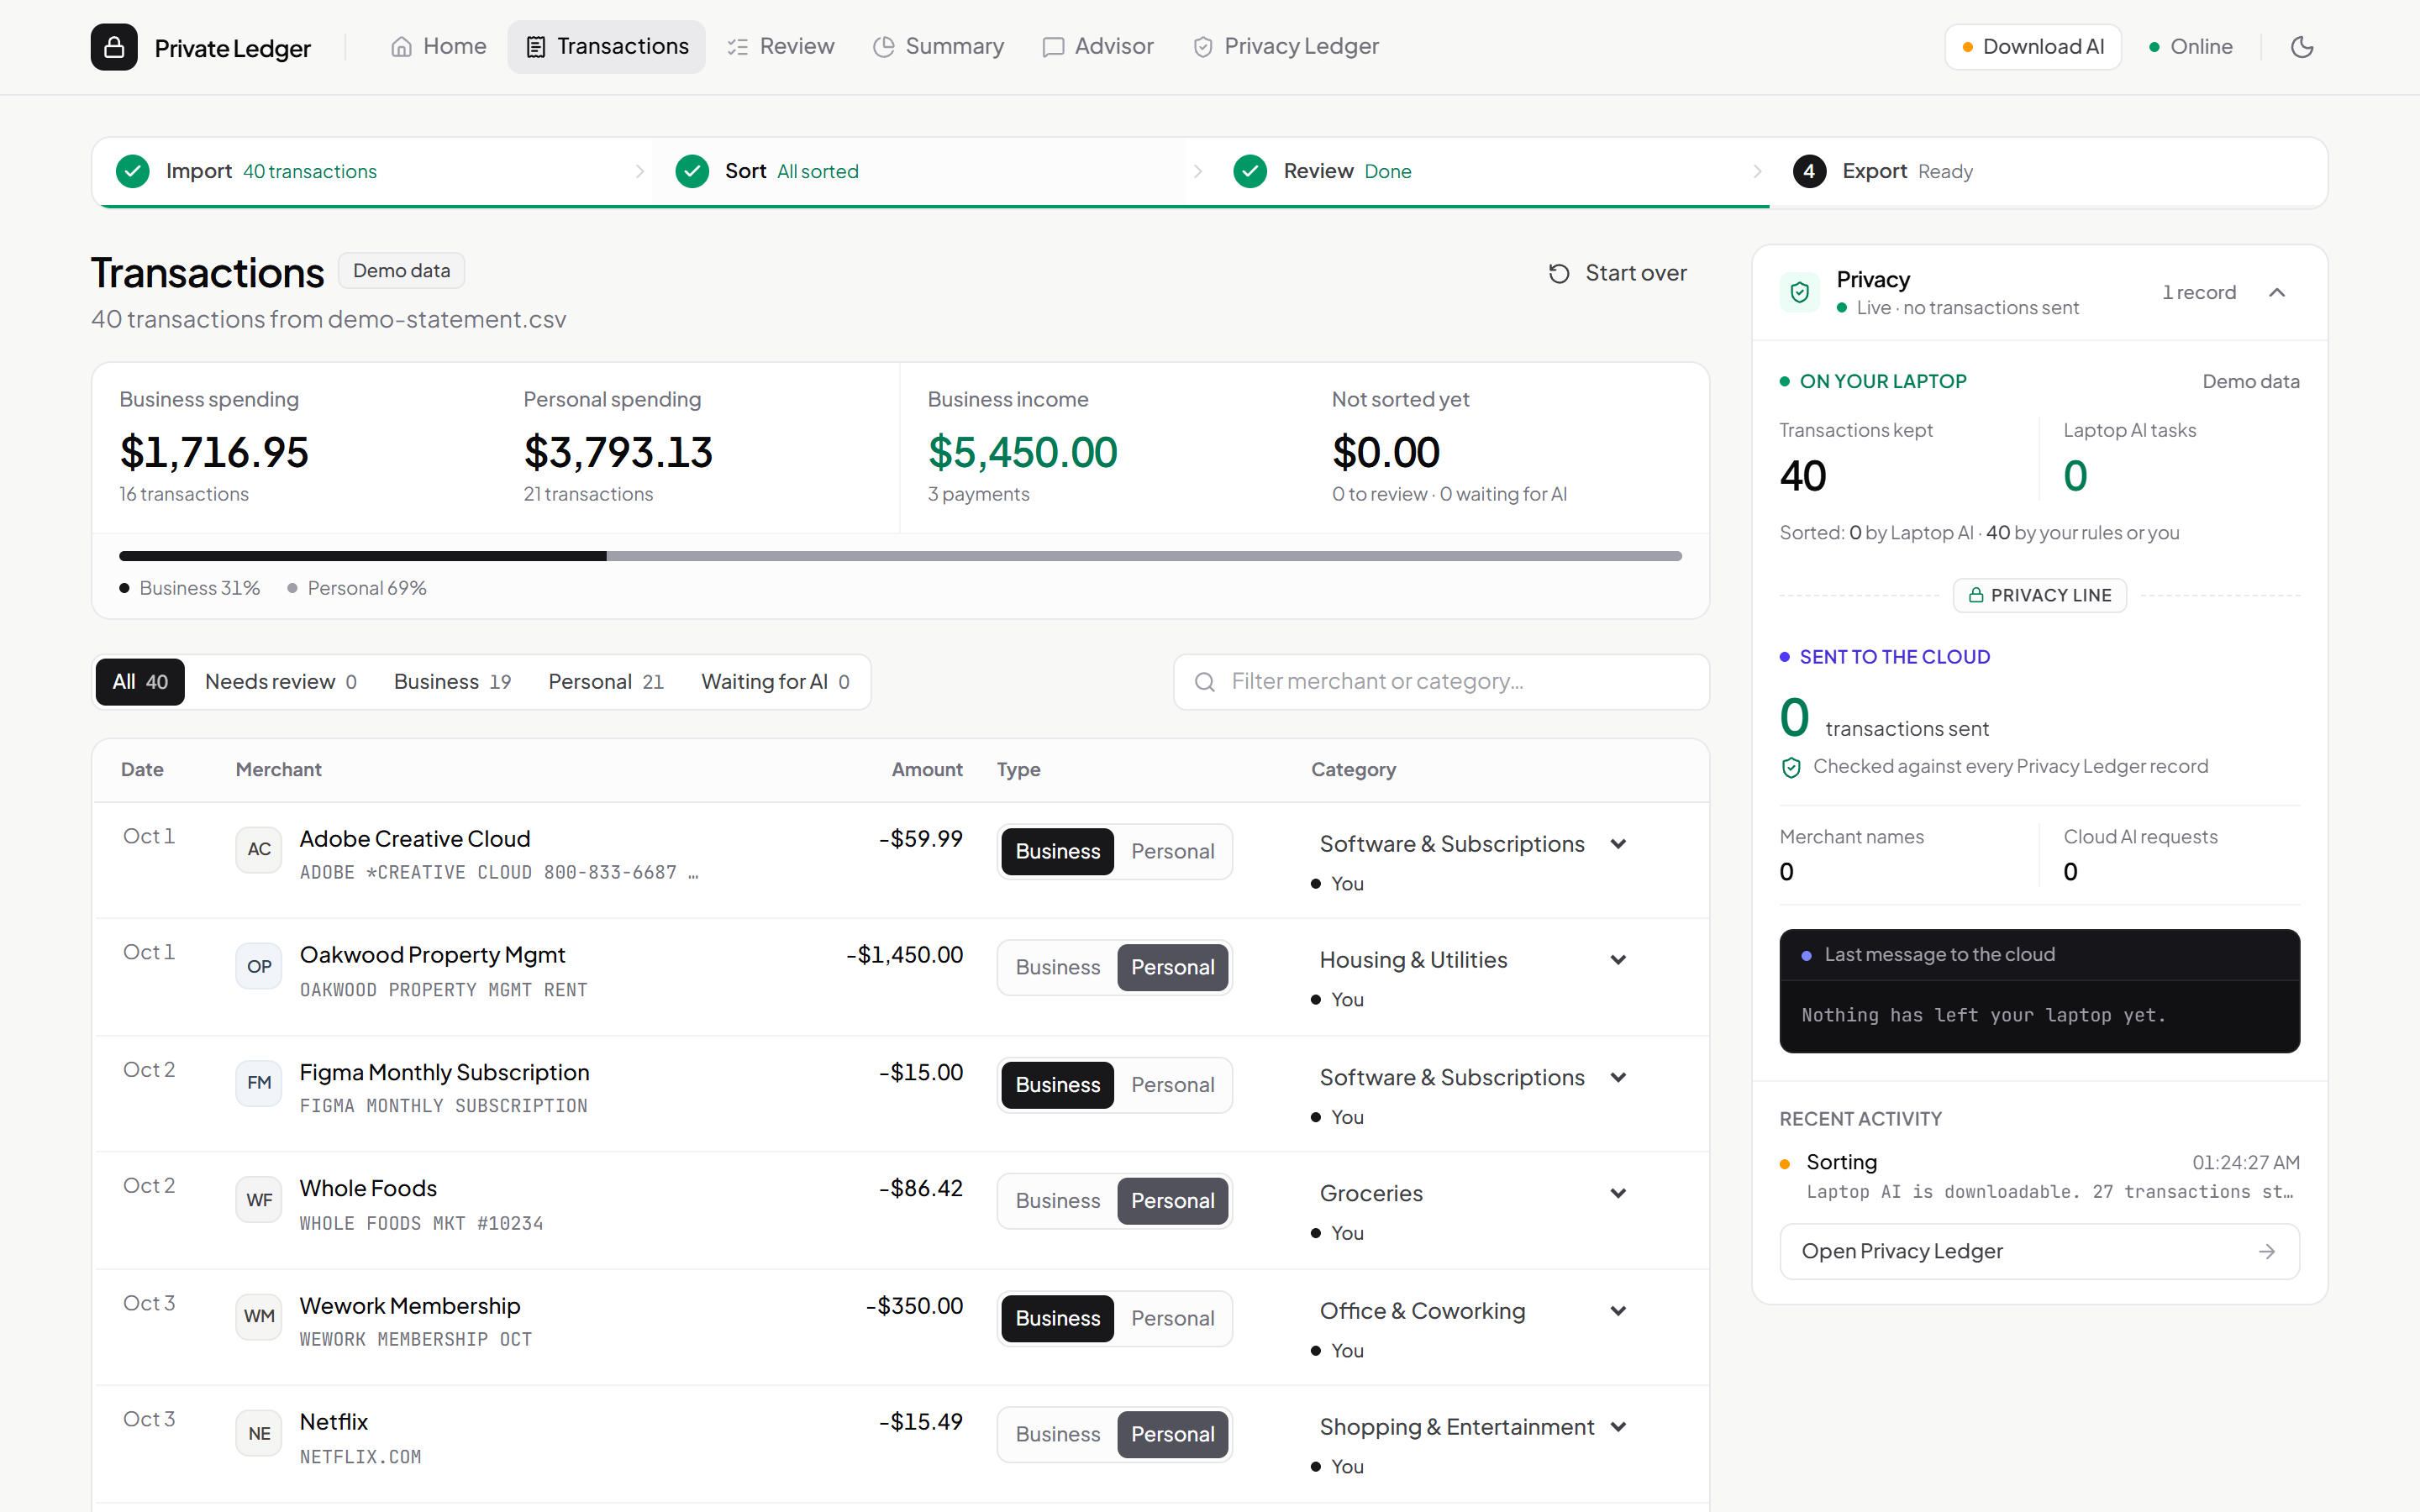 Private Ledger
Home
Transactions
Review
Summary
Advisor
Privacy Ledger
Download AI
Online
Import 40 transactions
Sort All sorted
Review Done
4 Export Ready
Transactions Demo data
40 transactions from demo-statement.csv
Start over
Business spending
$1,716.95
16 transactions
Personal spending
$3,793.13
21 transactions
Business income
$5,450.00
3 payments
Not sorted yet
$0.00
0 to review · 0 waiting for AI
Business 31% Personal 69%
All 40 Needs review 0 Business 19 Personal 21 Waiting for AI 0
Filter merchant or category...
Date Merchant Amount Type Category
Oct 1 AC Adobe Creative Cloud -$59.99 Business Personal Software & Subscriptions
ADOBE *CREATIVE CLOUD 800-833-6687 … You
Oct 1 OP Oakwood Property Mgmt -$1,450.00 Business Personal Housing & Utilities
OAKWOOD PROPERTY MGMT RENT You
Oct 2 FM Figma Monthly Subscription -$15.00 Business Personal Software & Subscriptions
FIGMA MONTHLY SUBSCRIPTION You
Oct 2 WF Whole Foods -$86.42 Business Personal Groceries
WHOLE FOODS MKT #10234 You
Oct 3 WM Wework Membership -$350.00 Business Personal Office & Coworking
WEWORK MEMBERSHIP OCT You
Oct 3 NE Netflix -$15.49 Business Personal Shopping & Entertainment
NETFLIX.COM You
Privacy
Live · no transactions sent
1 record
ON YOUR LAPTOP Demo data
Transactions kept
40
Laptop AI tasks
0
Sorted: 0 by Laptop AI · 40 by your rules or you
PRIVACY LINE
SENT TO THE CLOUD
0 transactions sent
Checked against every Privacy Ledger record
Merchant names
0
Cloud AI requests
0
Last message to the cloud
Nothing has left your laptop yet.
RECENT ACTIVITY
Sorting 01:24:27 AM
Laptop AI is downloadable. 27 transactions st…
Open Privacy Ledger